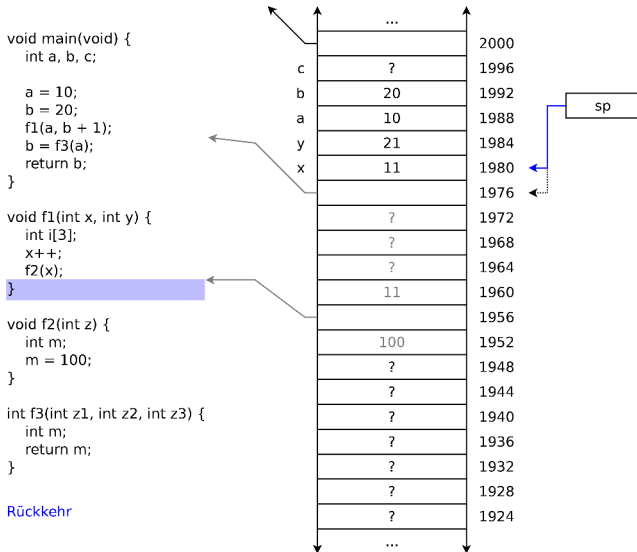 void main(void) {
int a, b, c;
a = 10;
b = 20;
f1(a, b + 1);
b = f3(a);
return b;
}
void f1(int x, int y) {
int i[3];
x++;
f2(x);
}
void f2(int z) {
int m;
m = 100;
}
int f3(int z1, int z2, int z3) {
int m;
return m;
}
Rückkehr
...
2000
c ? 1996
b 20 1992
a 10 1988
y 21 1984
x 11 1980
1976
? 1972
? 1968
? 1964
11 1960
1956
100 1952
? 1948
? 1944
? 1940
? 1936
? 1932
? 1928
? 1924
...
sp